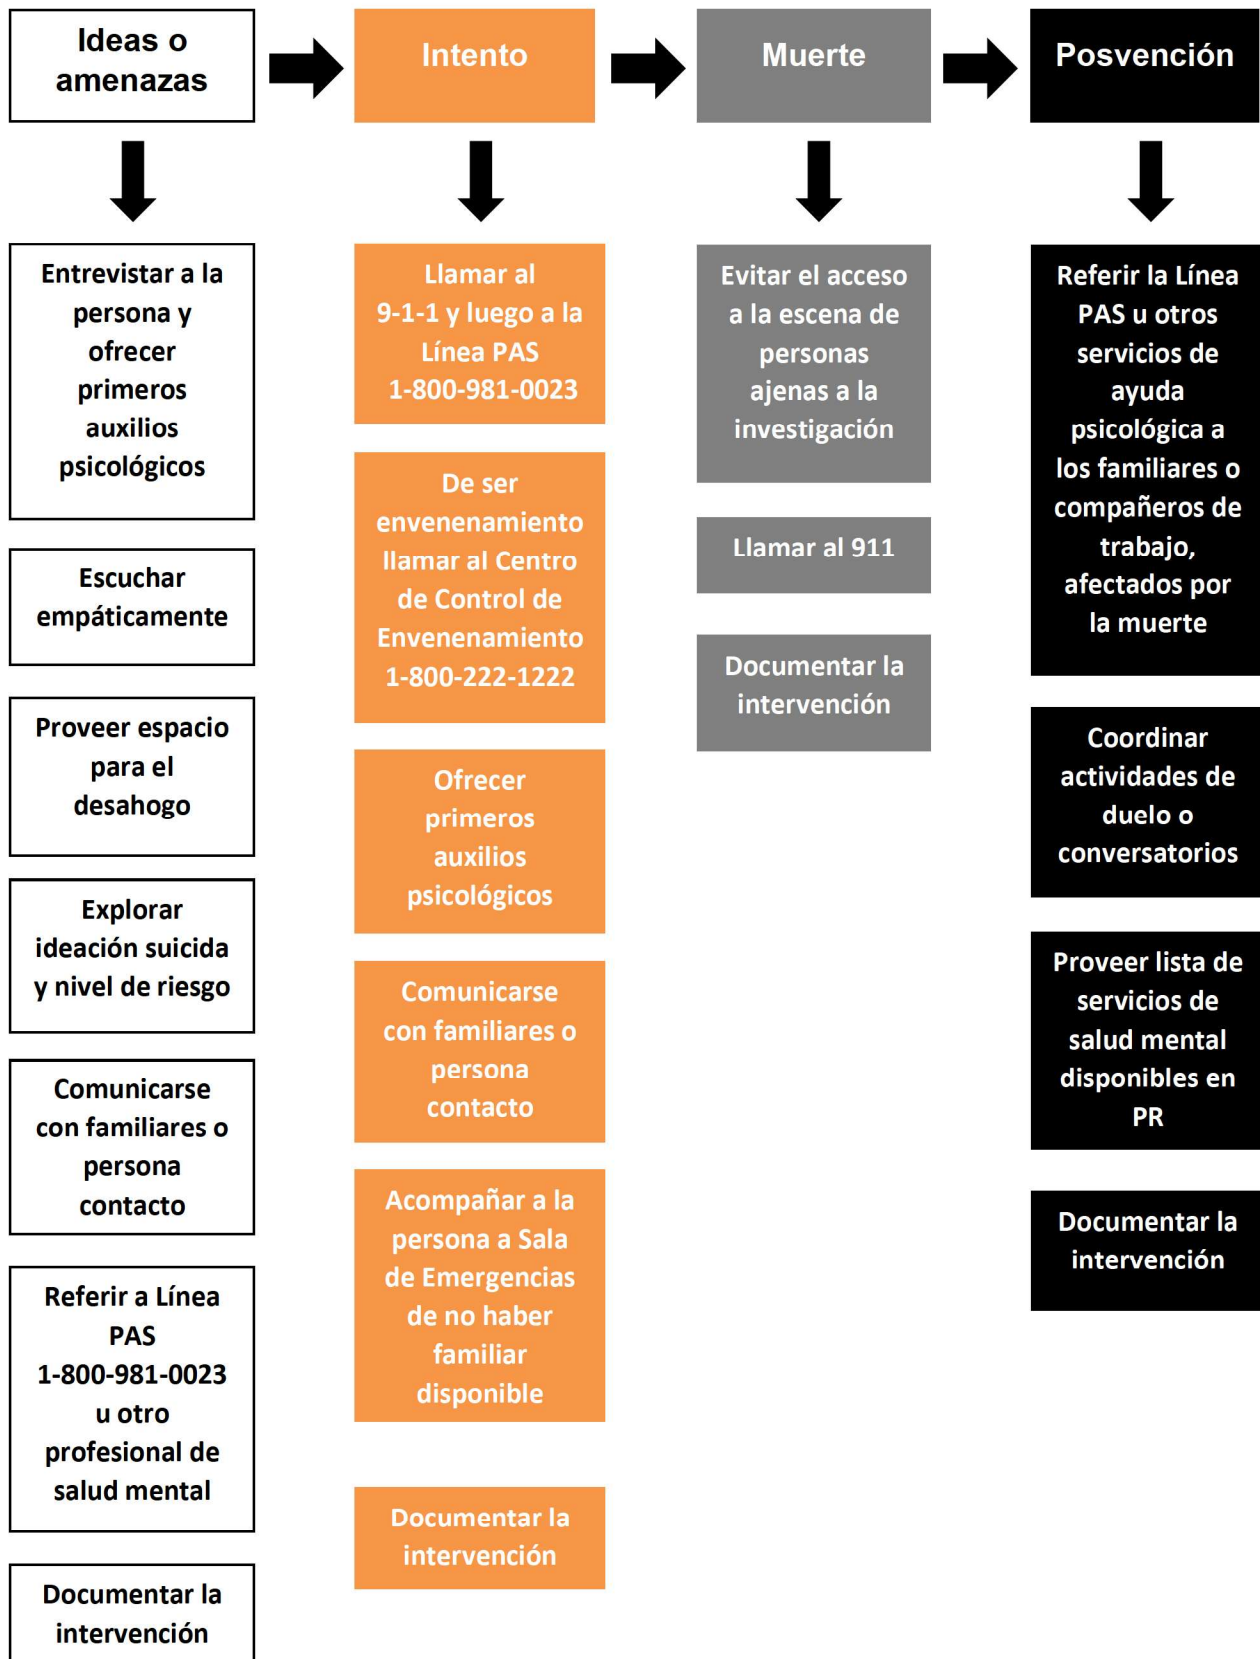 Ideas o
amenazas
Intento
Muerte
Posvención
Entrevistar a la
persona y
ofrecer
primeros
auxilios
psicológicos
Escuchar
empáticamente
Proveer espacio
para el
desahogo
Explorar
ideación suicida
y nivel de riesgo
Comunicarse
con familiares o
persona
contacto
Referir a Línea
PAS
1-800-981-0023
u otro
profesional de
salud mental
Documentar la
intervención
Llamar al
9-1-1 y luego a la
Línea PAS
1-800-981-0023
De ser
envenenamiento
llamar al Centro
de Control de
Envenenamiento
1-800-222-1222
Ofrecer
primeros
auxilios
psicológicos
Comunicarse
con familiares o
persona
contacto
Acompañar a la
persona a Sala
de Emergencias
de no haber
familiar
disponible
Documentar la
intervención
Evitar el acceso
a la escena de
personas
ajenas a la
investigación
Llamar al 911
Documentar la
intervención
Referir la Línea
PAS u otros
servicios de
ayuda
psicológica a
los familiares o
compañeros de
trabajo,
afectados por
la muerte
Coordinar
actividades de
duelo o
conversatorios
Proveer lista de
servicios de
salud mental
disponibles en
PR
Documentar la
intervención